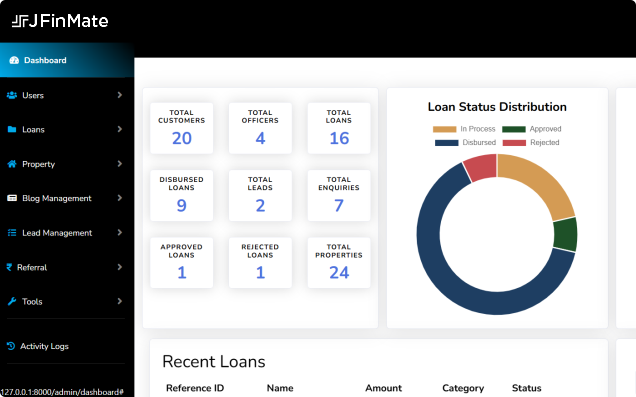 JFinMate
Dashboard
Users
Loans
Property
Blog Management
Lead Management
Referral
Tools
Activity Logs
127.0.0.1:8000/admin/dashboard#
TOTAL
CUSTOMERS
20
TOTAL
OFFICERS
4
TOTAL
LOANS
16
DISBURSED
LOANS
9
TOTAL
LEADS
2
TOTAL
ENQUIRIES
7
APPROVED
LOANS
1
REJECTED
LOANS
1
TOTAL
PROPERTIES
24
Loan Status Distribution
In Process Approved
Disbursed Rejected
Recent Loans
Reference ID Name Amount Category Status